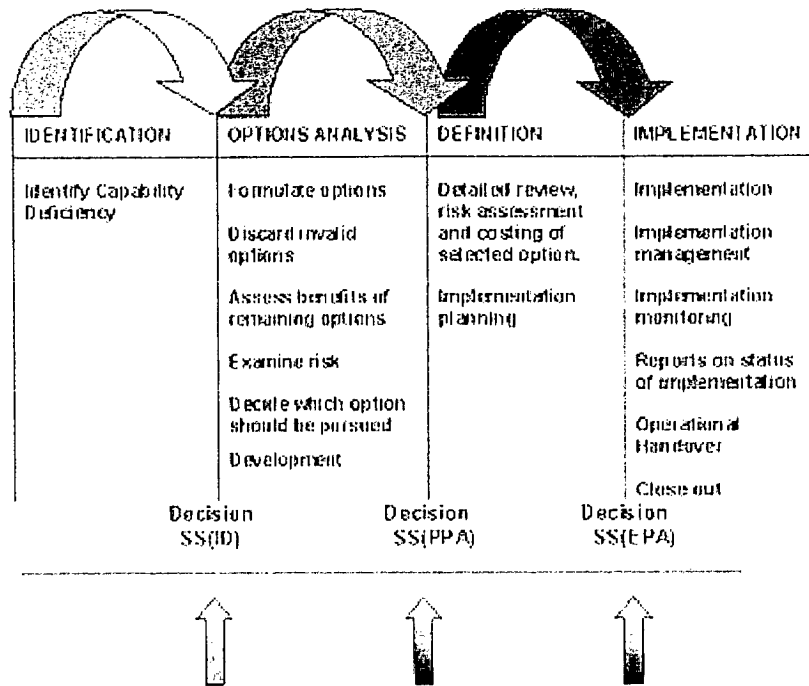 IDENTIFICATION
Identify Capability
Deficiency
OPTIONS ANALYSIS
Formulate options
Discard invalid
options
Assess benefits of
remaining options
Examine risk
Decide which option
should be pursued
Development
DEFINITION
Detailed review,
risk assessment
and costing of
selected option.
Implementation
planning
IMPLEMENTATION
Implementation
Implementation
management
Implementation
monitoring
Reports on status
of implementation
Operational
Handover
Close out
Decision
SS(ID)
Decision
SS(PPA)
Decision
SS(EPA)